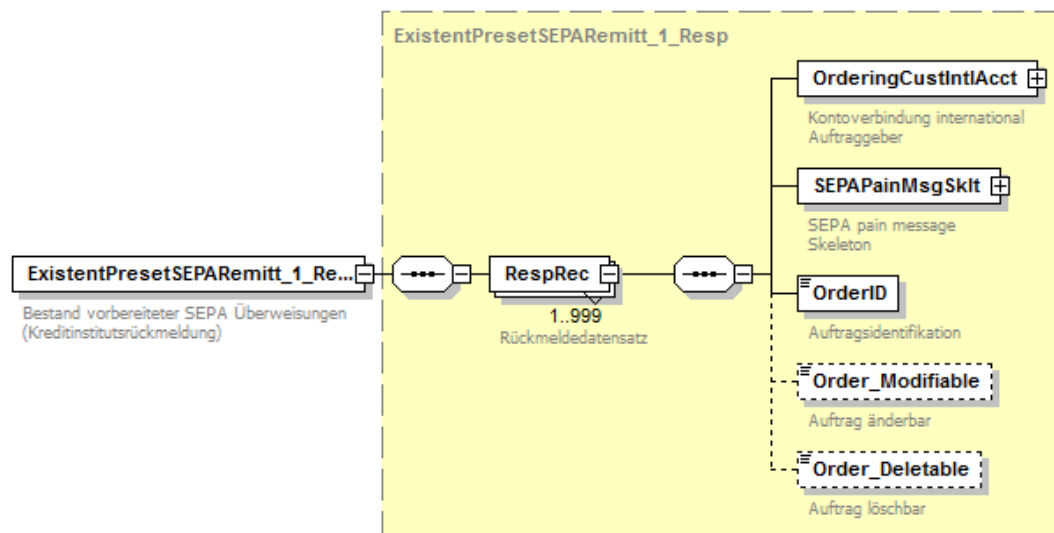 ExistentPresetSEPARemitt_1_Resp
OrderingCustIntlAcct
Kontoverbindung international
Auftraggeber
SEPAPainMsgSklt
SEPA pain message
Skeleton
ExistentPresetSEPARemitt_1_Re...
Bestand vorbereiteter SEPA Überweisungen
(Kreditinstitutsrückmeldung)
RespRec
1..999
Rückmeldedatensatz
OrderID
Auftragsidentifikation
Order_Modifiable
Auftrag änderbar
Order_Deletable
Auftrag löschbar